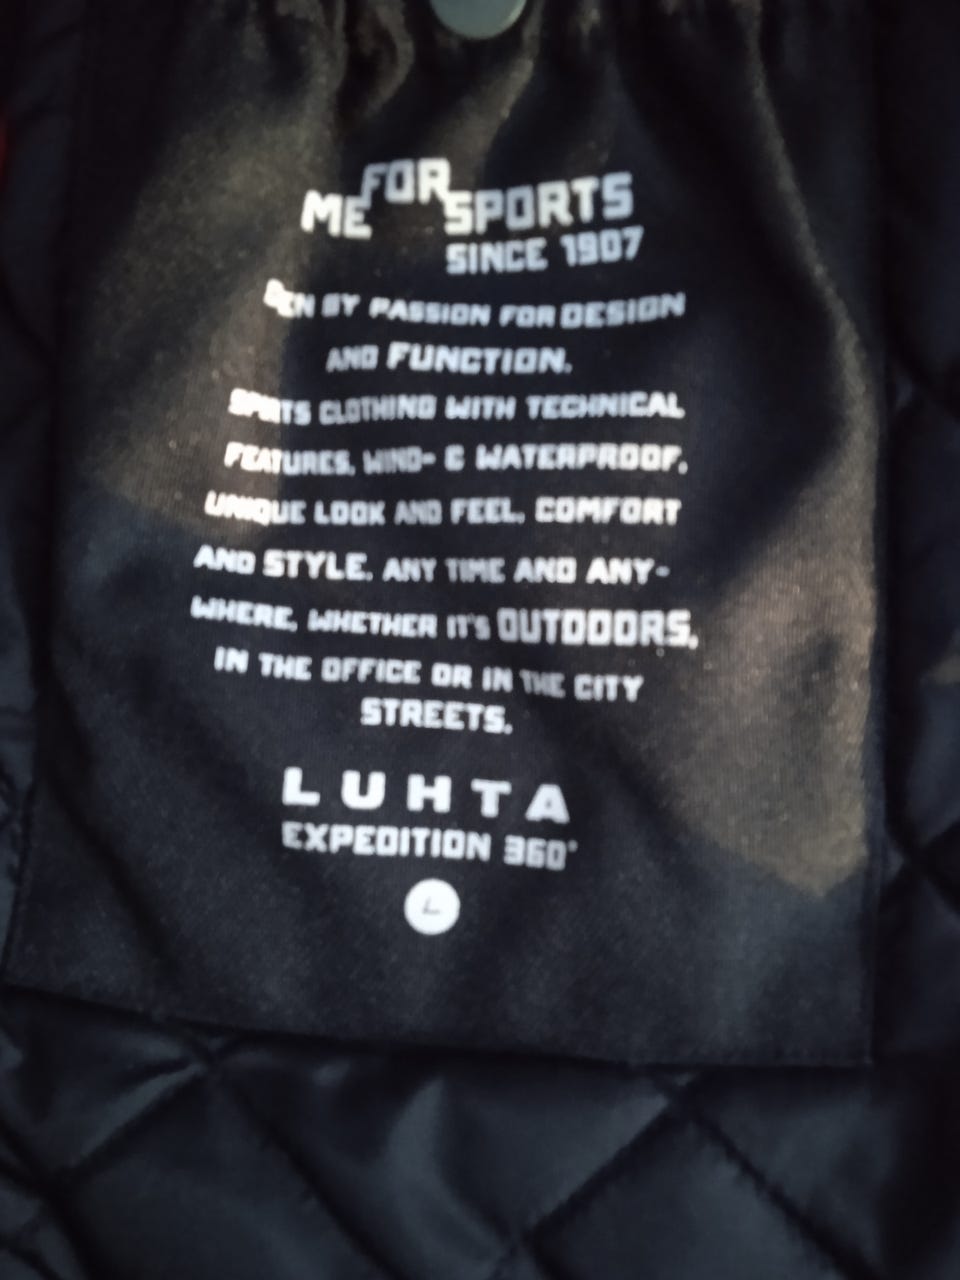 ME FOR SPORTS
SINCE 1907
BY PASSION FOR DESIGN
AND FUNCTION.
SPORTS CLOTHING WITH TECHNICAL
FEATURES, WIND- & WATERPROOF,
UNIQUE LOOK AND FEEL, COMFORT
AND STYLE. ANY TIME AND ANY-
WHERE, WHETHER IT'S OUTDOORS,
IN THE OFFICE OR IN THE CITY
STREETS.
LUHTA
EXPEDITION 360°
L